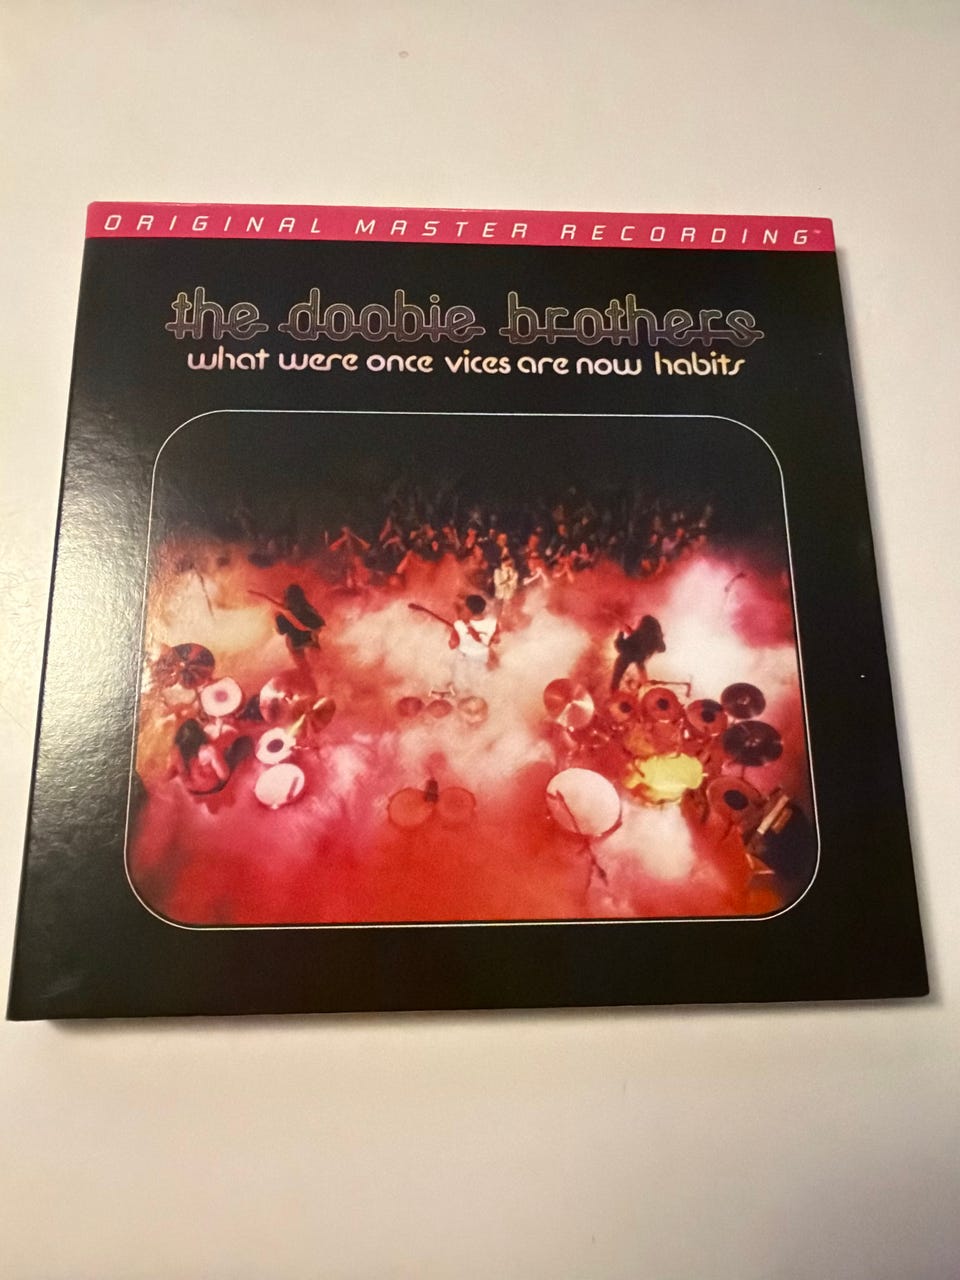 ORIGINAL MASTER RECORDING™
the doobie brothers
what were once vices are now habits